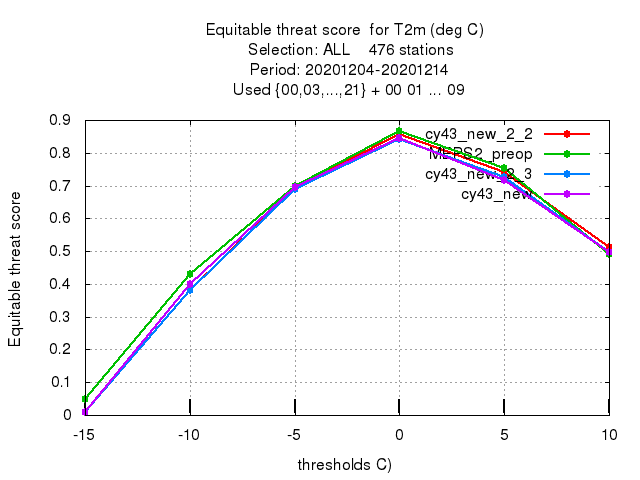 Equitable threat score for T2m (deg C)
Selection: ALL 476 stations
Period: 20201204-20201214
Used {00,03,...,21} + 00 01 ... 09
Equitable threat score
0.9
0.8
0.7
0.6
0.5
0.4
0.3
0.2
0.1
0
cy43_new_2_2
MEPS2_preop
cy43_new_2_3
cy43_new
-15 -10 -5 0 5 10
thresholds C)